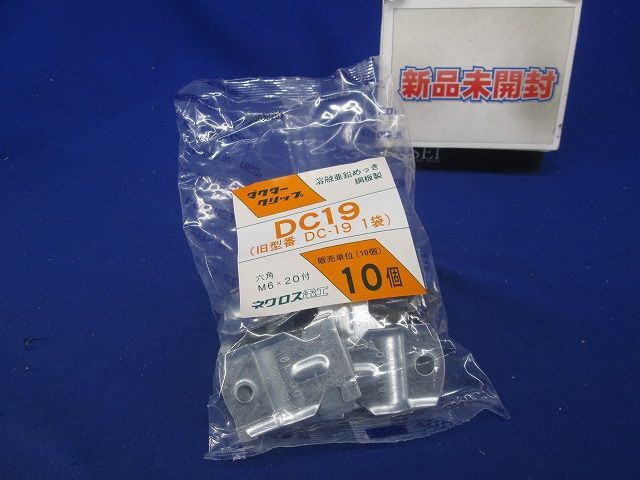 新品未開封
SEI
ダクター
クリップ
溶融亜鉛めっき
鋼板製
DC19
(旧型番 DC-19 1袋)
販売単位(10個)
六角
M6×20付
10個
ネグロス電工